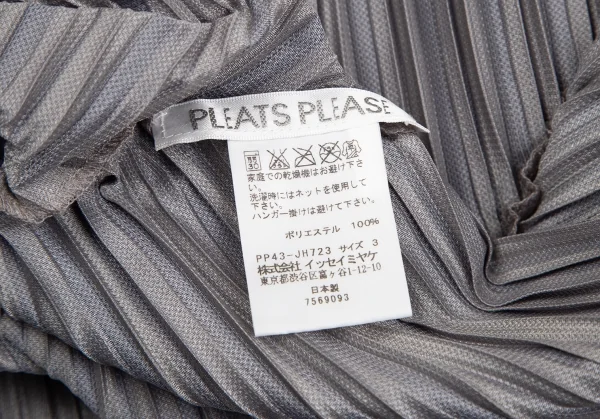 PLEATS PLEASE
家庭での乾燥機はお避け下さ
い。
洗濯時にはネットを使用して
下さい。
ハンガー掛けは避けて下さい。
ポリエステル 100%
PP43-JH723 サイズ 3
株式会社 イッセイミヤケ
東京都渋谷区富ヶ谷1-12-10
日本製
7569093